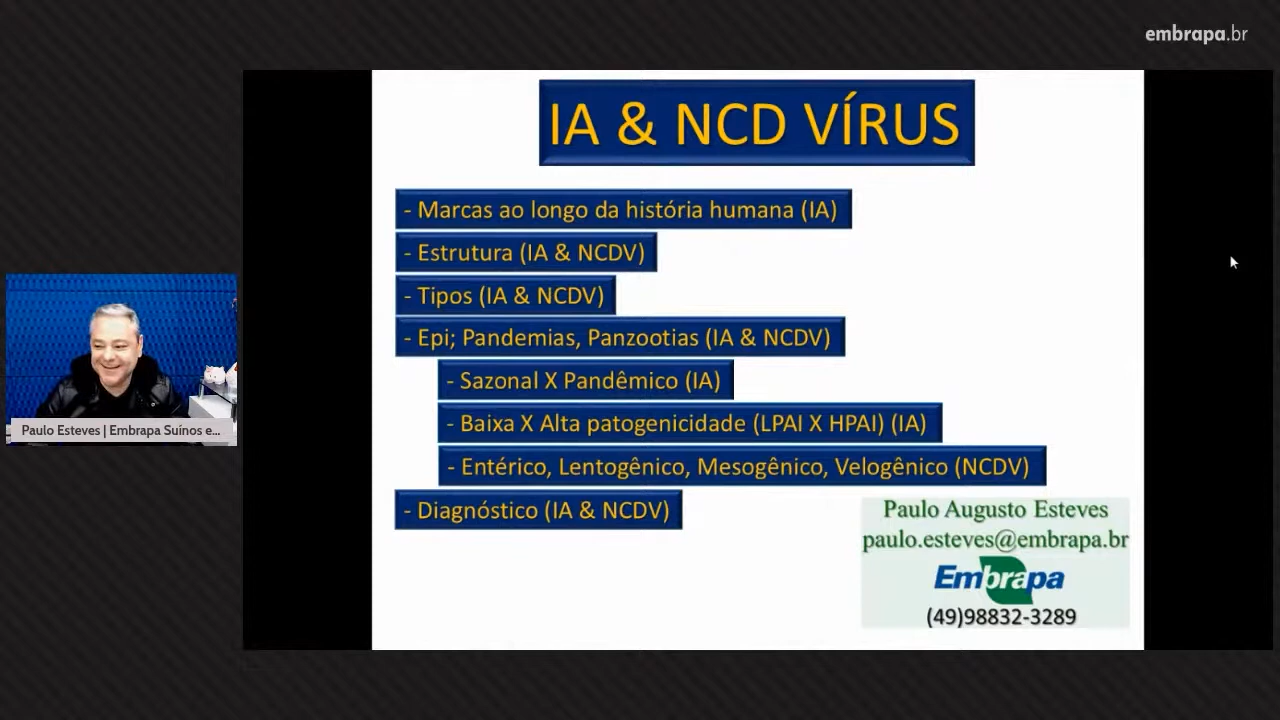 embrapa.br
IA & NCD VÍRUS
- Marcas ao longo da história humana (IA)
- Estrutura (IA & NCDV)
- Tipos (IA & NCDV)
- Epi; Pandemias, Panzootias (IA & NCDV)
- Sazonal X Pandêmico (IA)
- Baixa X Alta patogenicidade (LPAI X HPAI) (IA)
- Entérico, Lentogênico, Mesogênico, Velogênico (NCDV)
- Diagnóstico (IA & NCDV)
Paulo Augusto Esteves
paulo.esteves@embrapa.br
Embrapa
(49)98832-3289
Paulo Esteves | Embrapa Suínos e...